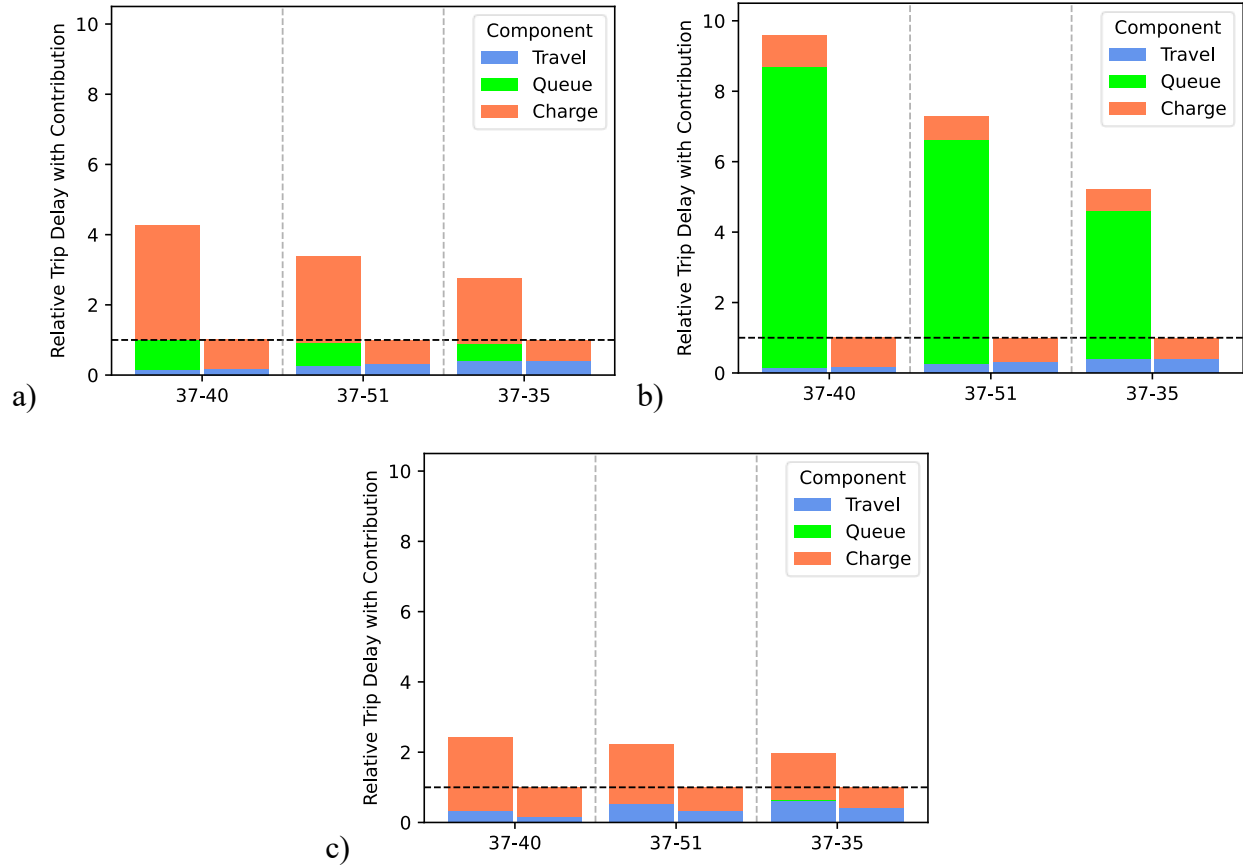 Relative Trip Delay with Contribution
10
8
6
4
2
0
Component
Travel
Queue
Charge
37-40
37-51
37-35
a)
Relative Trip Delay with Contribution
10
8
6
4
2
0
Component
Travel
Queue
Charge
37-40
37-51
37-35
b)
Relative Trip Delay with Contribution
10
8
6
4
2
0
Component
Travel
Queue
Charge
37-40
37-51
37-35
c)